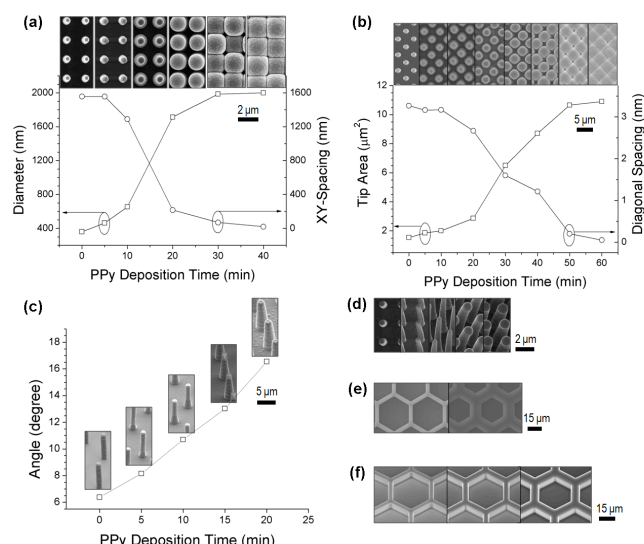 (a)
2 μm
2000
1600
1200
800
400
Diameter (nm)
1600
1200
800
400
0
XY-Spacing (nm)
0 10 20 30 40
PPy Deposition Time (min)
(b)
5 μm
12
10
8
6
4
2
Tip Area (μm²)
3
2
1
0
Diagonal Spacing (nm)
0 10 20 30 40 50 60
PPy Deposition Time (min)
(c)
5 μm
18
16
14
12
10
8
6
Angle (degree)
0 5 10 15 20 25
PPy Deposition Time (min)
(d)
2 μm
(e)
15 μm
(f)
15 μm